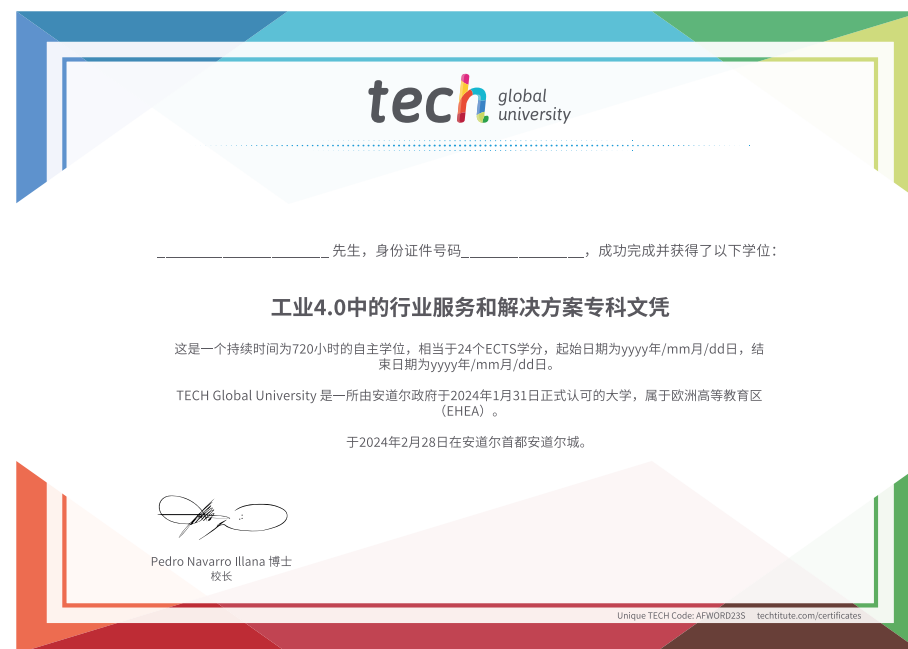 tech global
university
_____________________ 先生，身份证件号码_______________，成功完成并获得了以下学位：
工业4.0中的行业服务和解决方案专科文凭
这是一个持续时间为720小时的自主学位，相当于24个ECTS学分，起始日期为yyyy年/mm月/dd日，结
束日期为yyyy年/mm月/dd日。
TECH Global University 是一所由安道尔政府于2024年1月31日正式认可的大学，属于欧洲高等教育区
（EHEA）。
于2024年2月28日在安道尔首都安道尔城。
Pedro Navarro Illana 博士
校长
Unique TECH Code: AFWORD23S techtitute.com/certificates